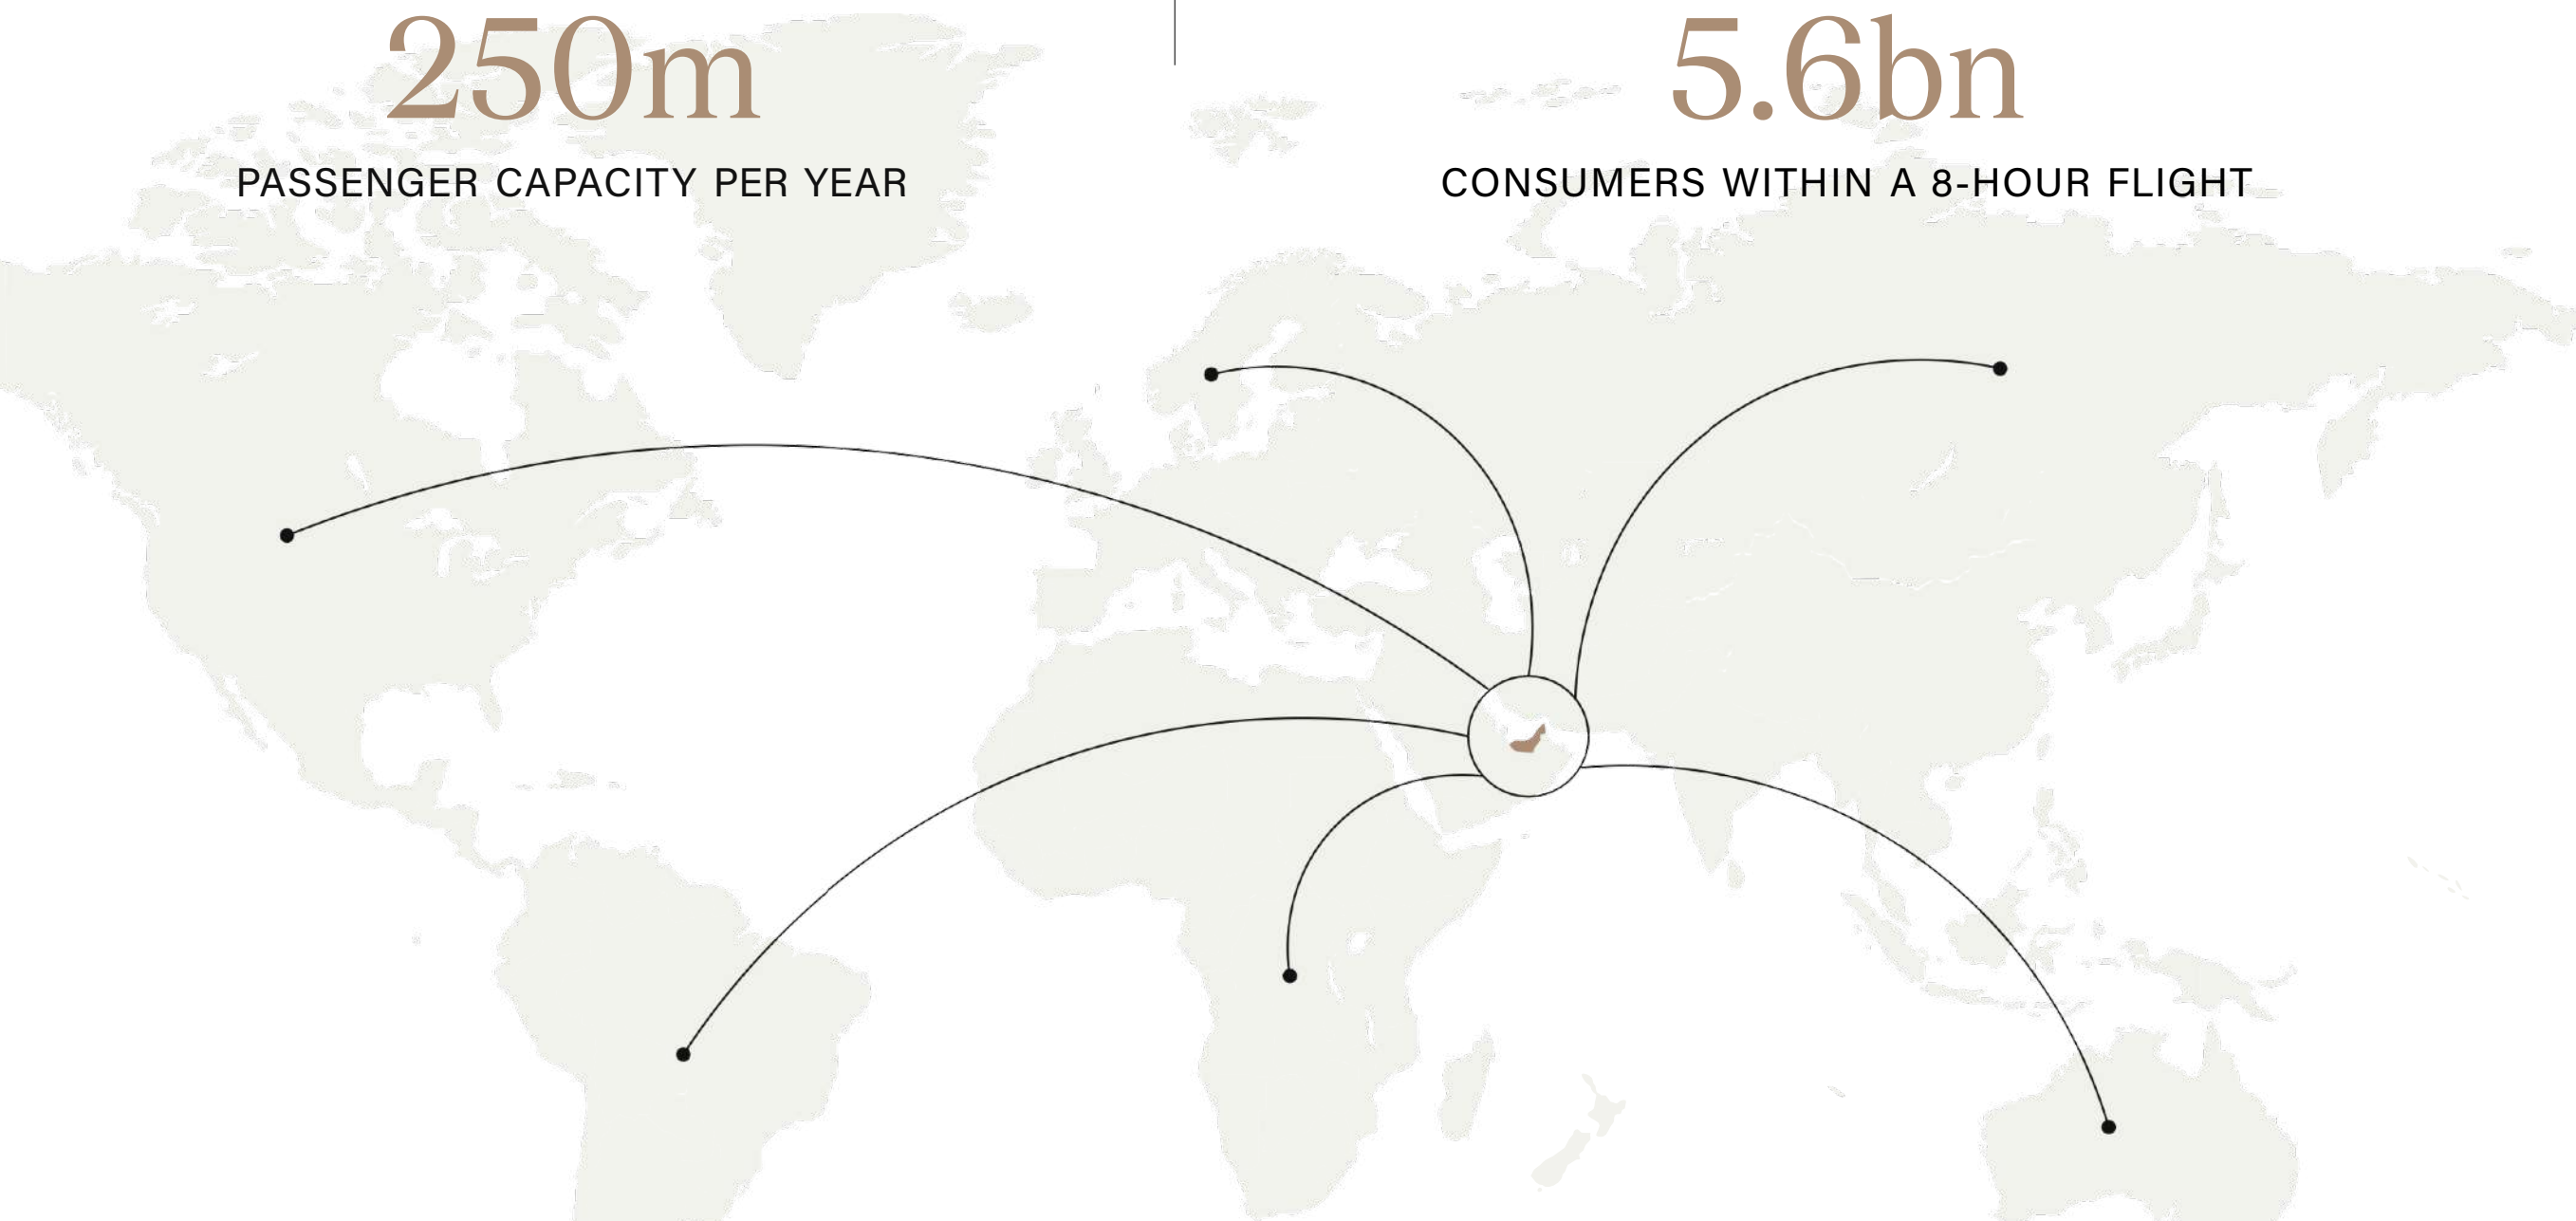 250m
PASSENGER CAPACITY PER YEAR
5.6bn
CONSUMERS WITHIN A 8-HOUR FLIGHT